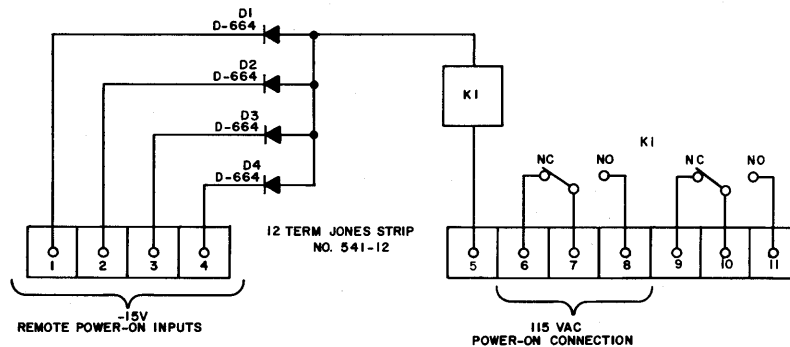 D1
D-664
D2
D-664
D3
D-664
D4
D-664
K1
K1
NC NO NC NO
12 TERM JONES STRIP
NO. 541-12
1 2 3 4 5 6 7 8 9 10 11
-15V
REMOTE POWER-ON INPUTS
115 VAC
POWER-ON CONNECTION